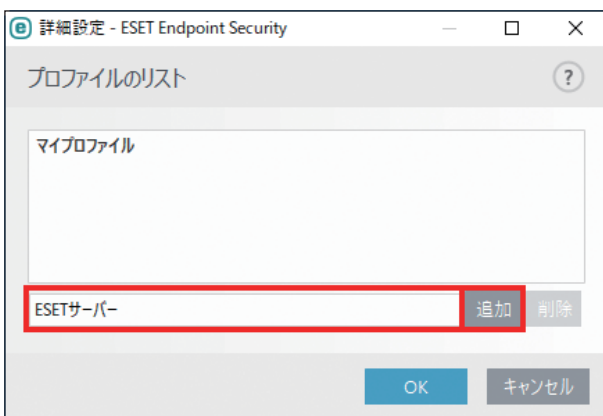 詳細設定 - ESET Endpoint Security
プロファイルのリスト
?
マイプロファイル
ESETサーバー
追加
削除
OK
キャンセル